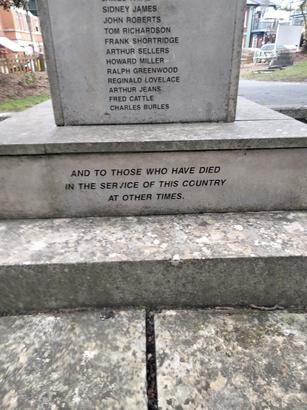 SIDNEY JAMES
JOHN ROBERTS
TOM RICHARDSON
FRANK SHORTRIDGE
ARTHUR SELLERS
HOWARD MILLER
RALPH GREENWOOD
REGINALD LOVELACE
ARTHUR JEANS
FRED CATTLE
CHARLES BURLES
AND TO THOSE WHO HAVE DIED
IN THE SERVICE OF THIS COUNTRY
AT OTHER TIMES.